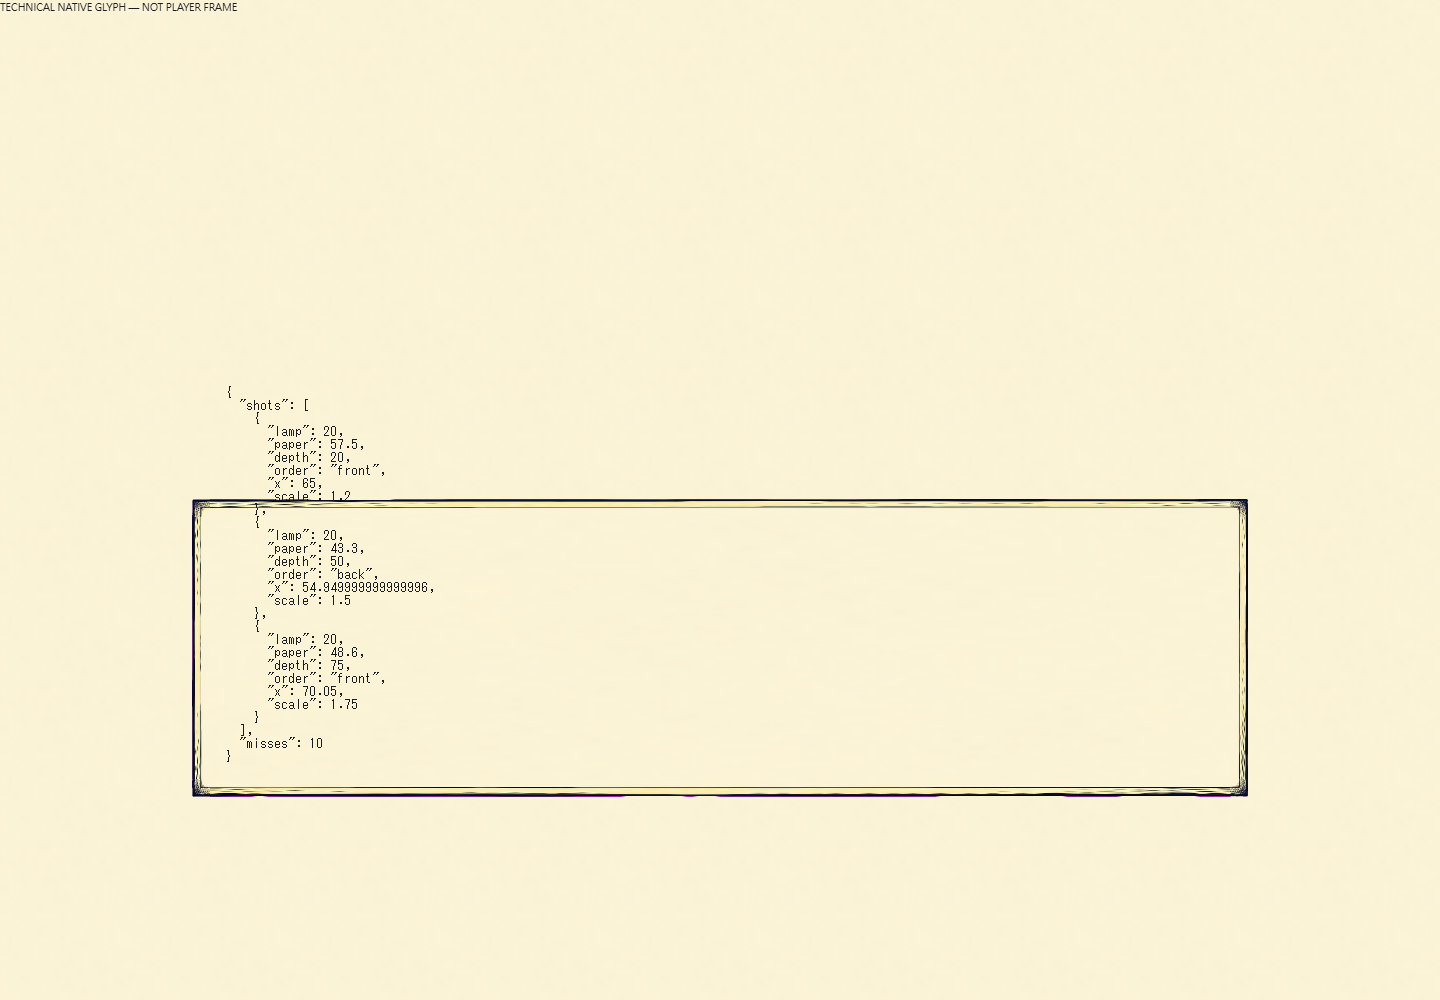 TECHNICAL NATIVE GLYPH — NOT PLAYER FRAME
{
  "shots": [
    {
      "lamp": 20,
      "paper": 57.5,
      "depth": 20,
      "order": "front",
      "x": 65,
      "scale": 1.2
    },
    {
      "lamp": 20,
      "paper": 43.3,
      "depth": 50,
      "order": "back",
      "x": 54.949999999999996,
      "scale": 1.5
    },
    {
      "lamp": 20,
      "paper": 48.6,
      "depth": 75,
      "order": "front",
      "x": 70.05,
      "scale": 1.75
    }
  ],
  "misses": 10
}